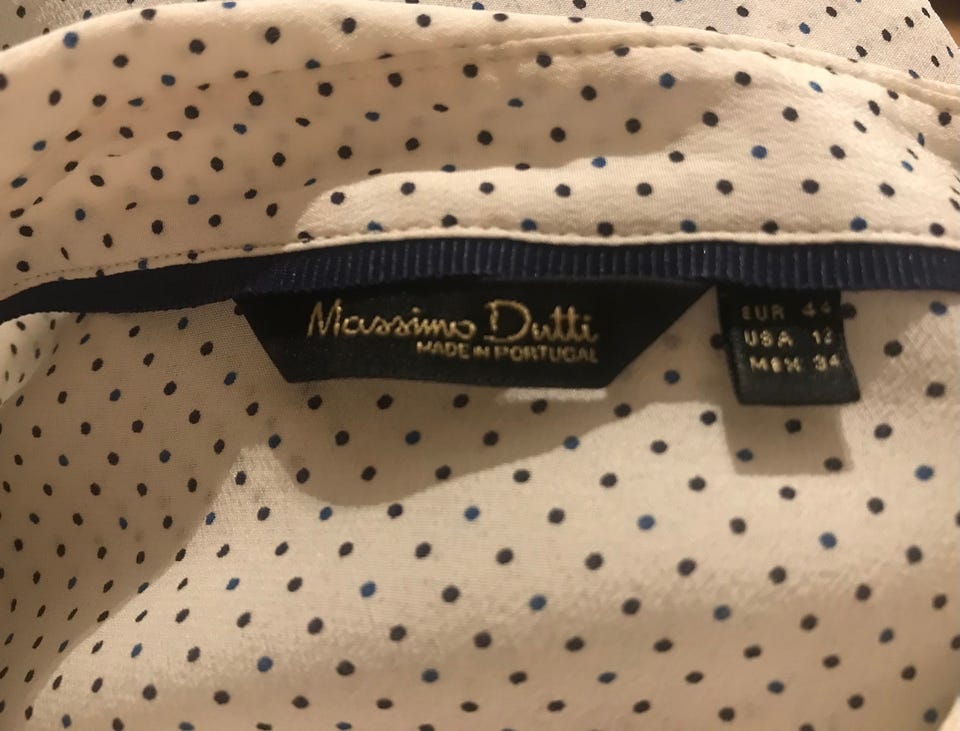 Massimo Dutti
MADE IN PORTUGAL
EUR 44
USA 12
MEX 34